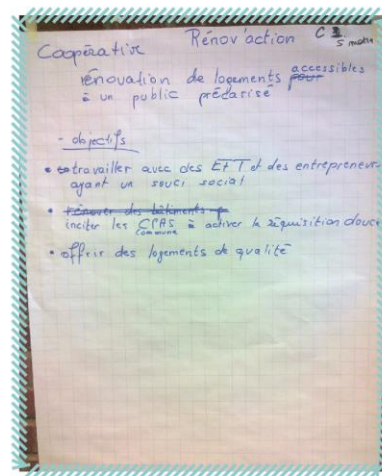 Coopérative Rénov'action C 3.
5 matin
rénovation de logements pour accessibles
à un public précarisé
- objectifs
• travailler avec des EFT et des entrepreneurs
ayant un souci social
• rénover des bâtiments
inciter les CPAS à activer la réquisition douce
commune
• offrir des logements de qualité